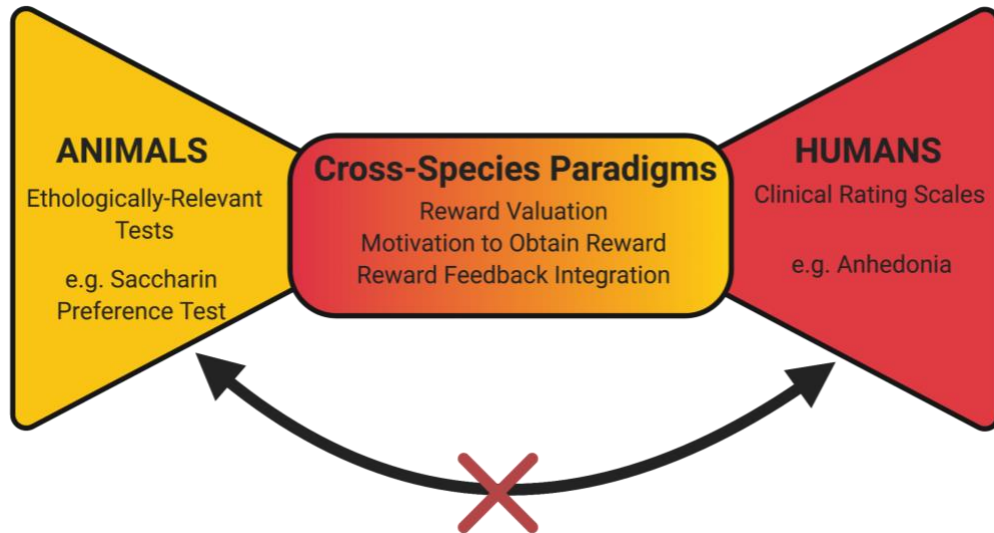 ANIMALS
Ethologically-Relevant
Tests
e.g. Saccharin
Preference Test
Cross-Species Paradigms
Reward Valuation
Motivation to Obtain Reward
Reward Feedback Integration
HUMANS
Clinical Rating Scales
e.g. Anhedonia